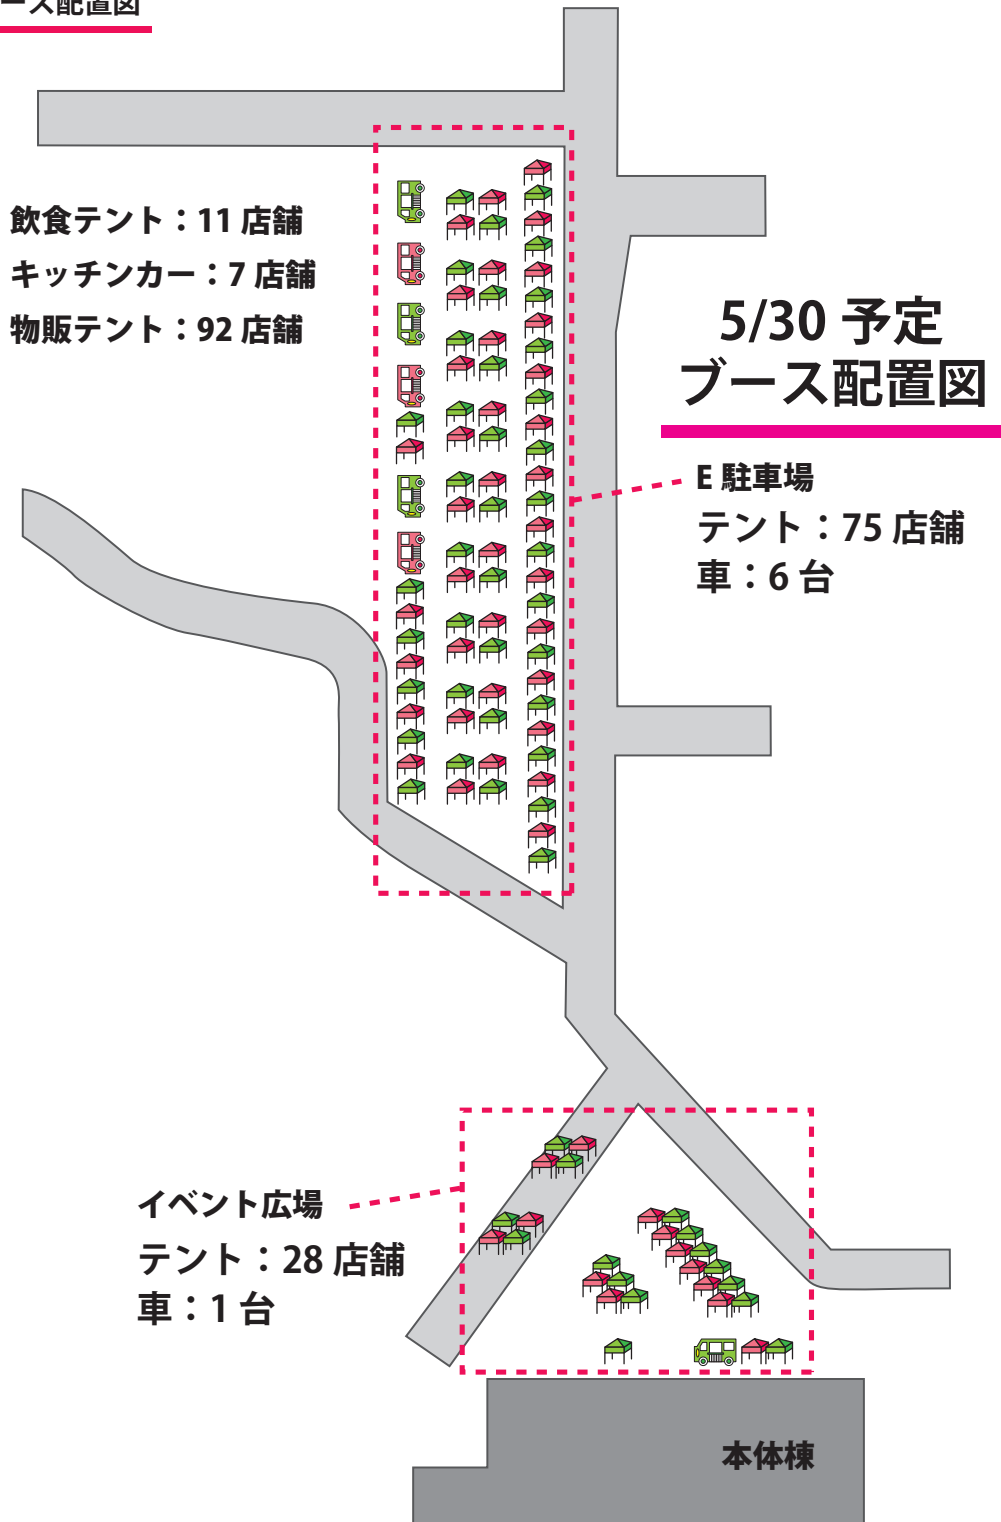 ース配置図
飲食テント：11 店舗
キッチンカー：7 店舗
物販テント：92 店舗
5/30 予定
ブース配置図
E 駐車場
テント：75 店舗
車：6 台
イベント広場
テント：28 店舗
車：1 台
本体棟